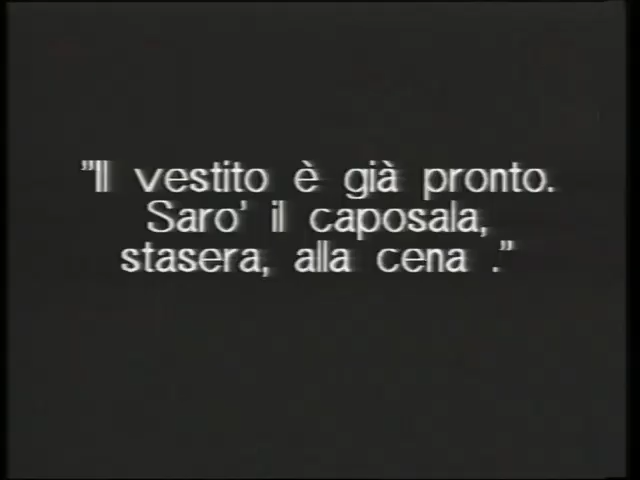 "Il vestito è già pronto.
Saro' il caposala,
stasera, alla cena ."